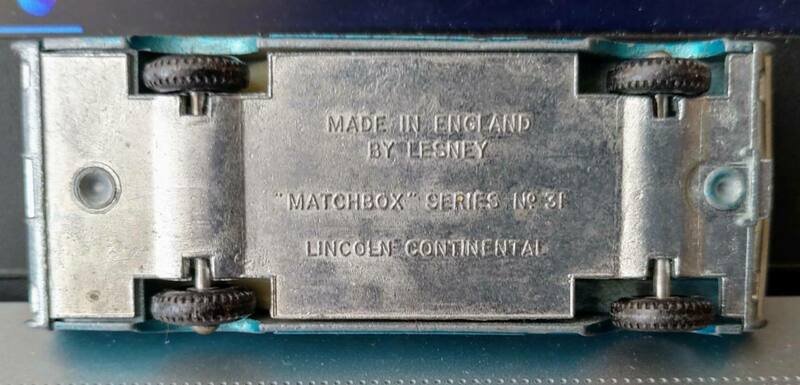 MADE IN ENGLAND
BY LESNEY
"MATCHBOX" SERIES Nº 31
LINCOLN CONTINENTAL